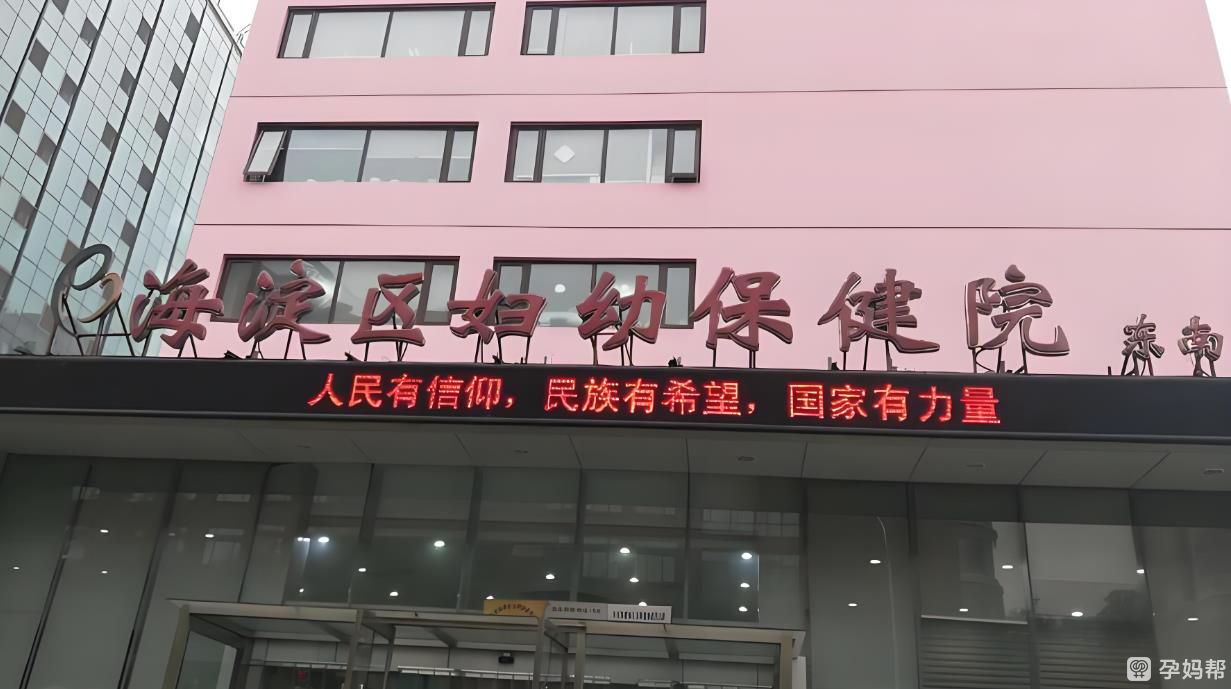 海淀区妇幼保健院 东南
人民有信仰，民族有希望，国家有力量
孕妈帮